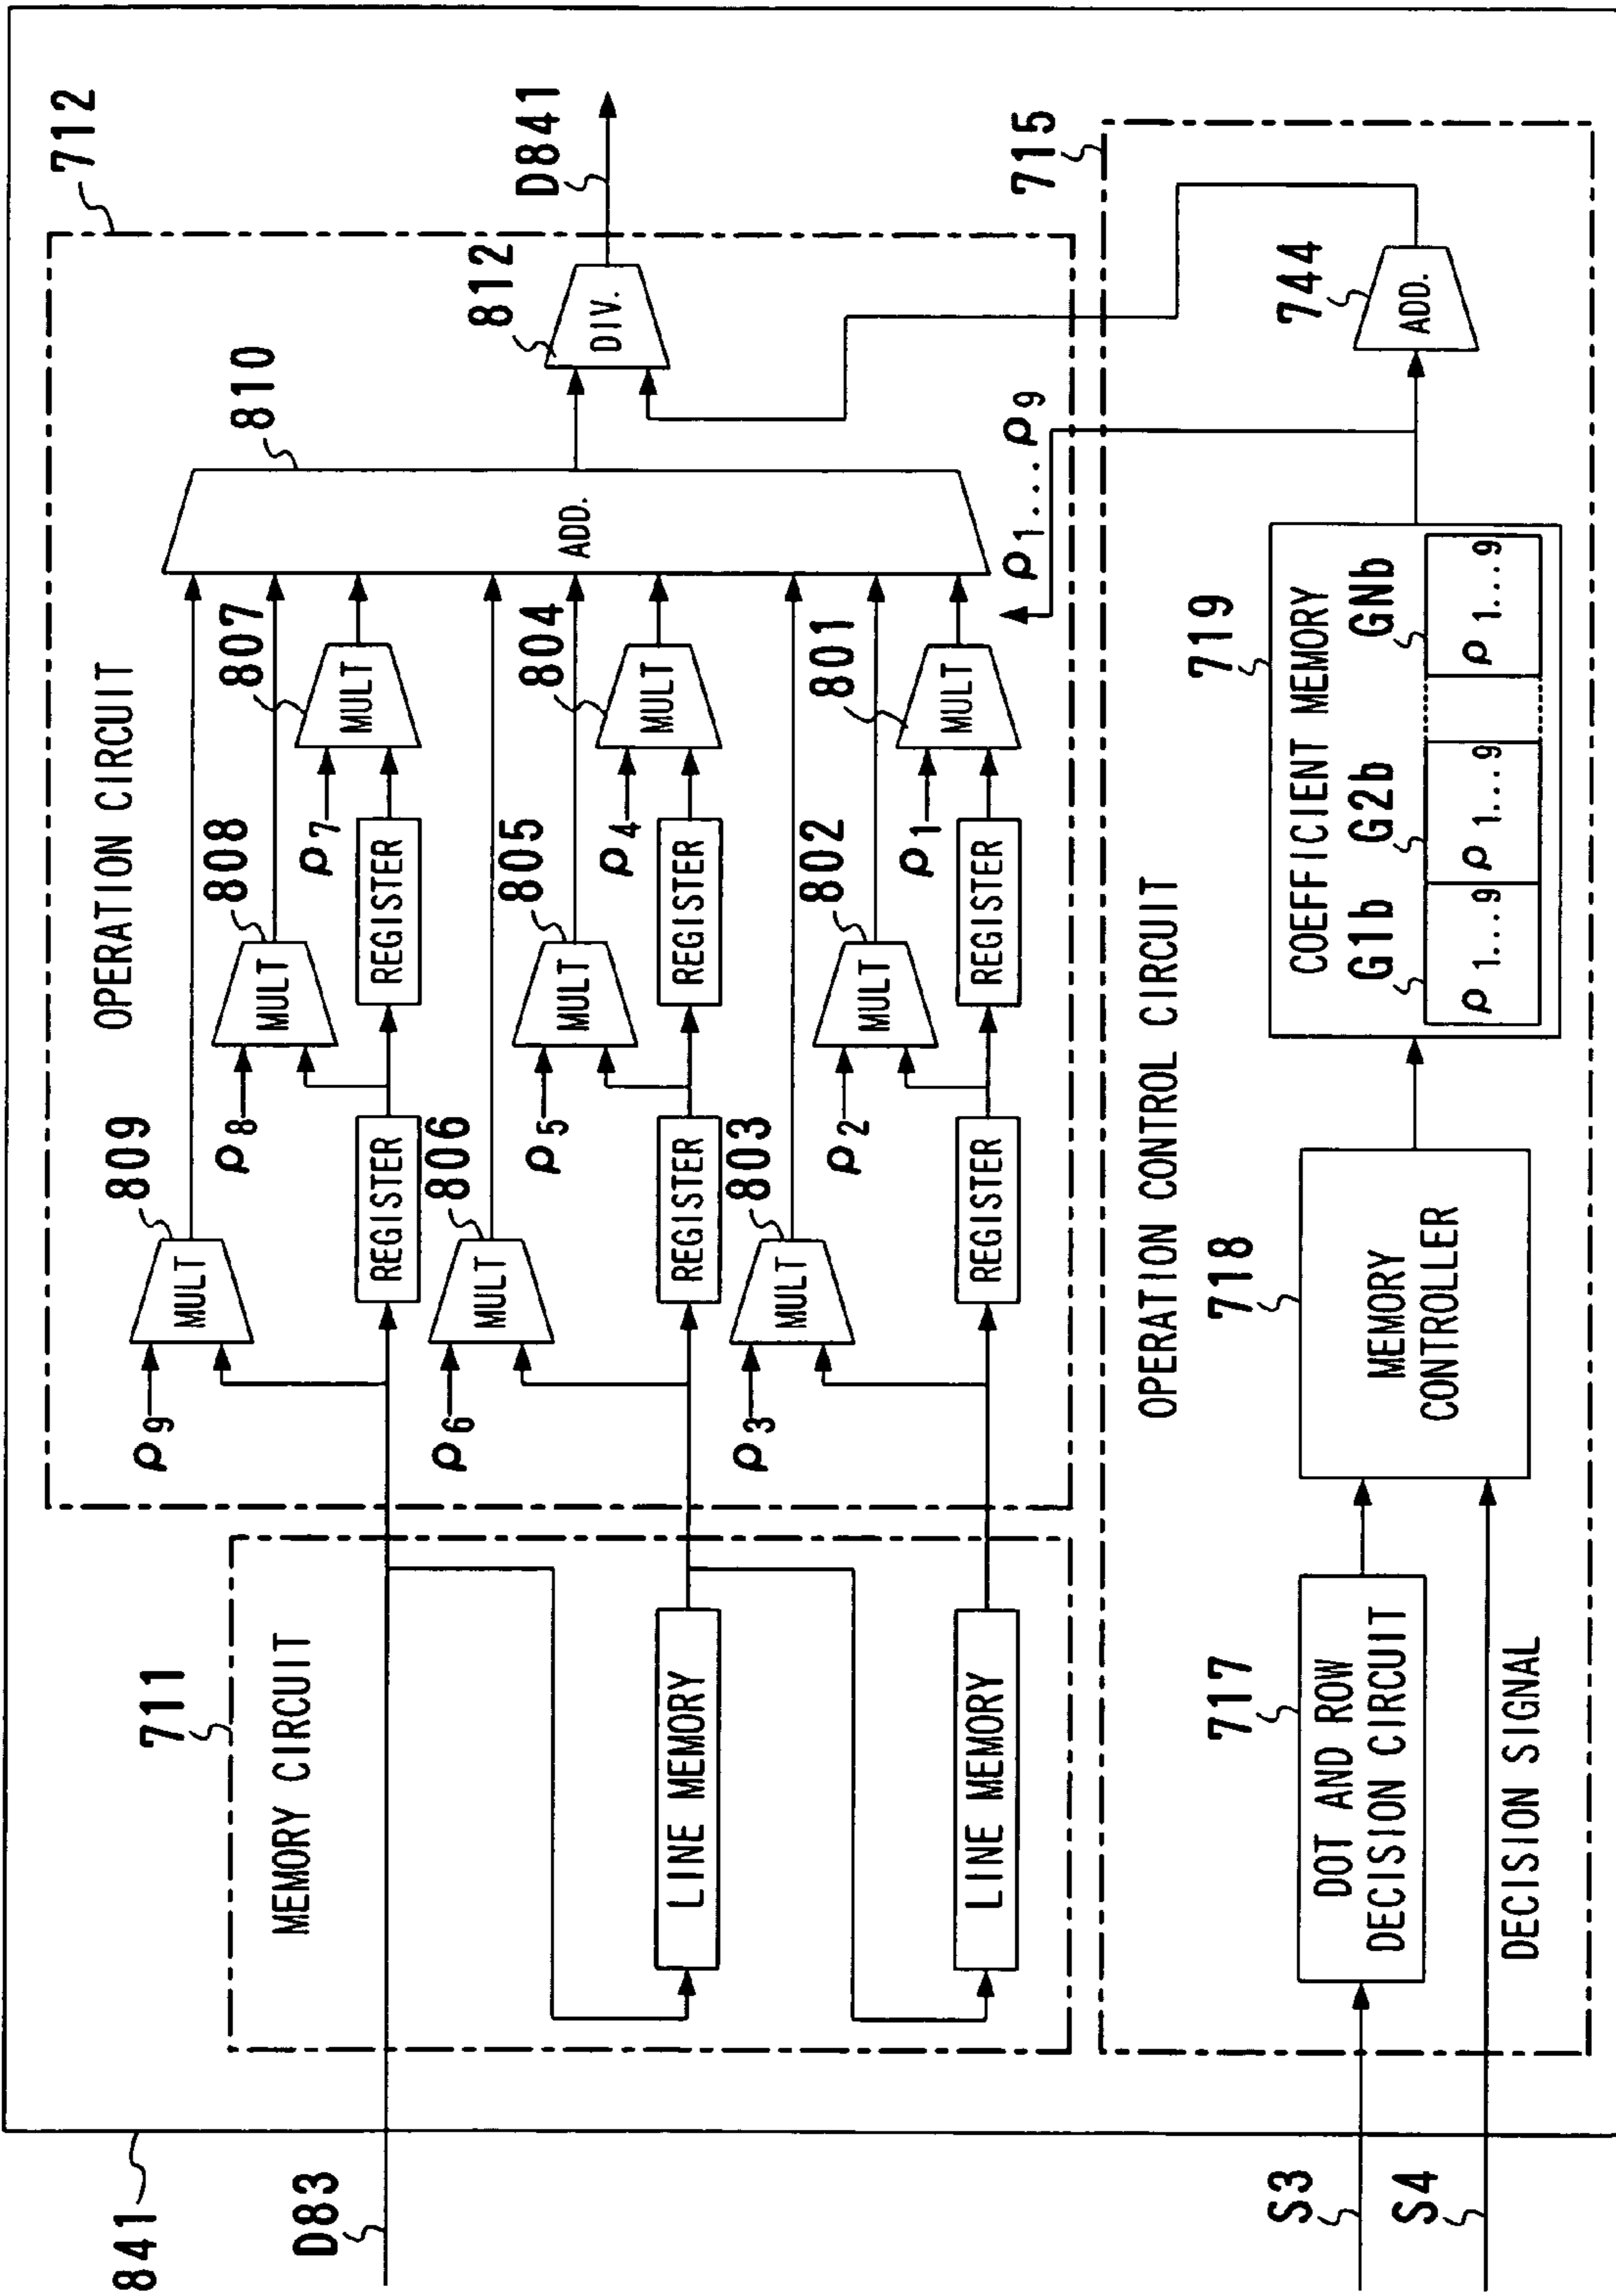 841
D83
S3
S4
711
MEMORY CIRCUIT
LINE MEMORY
LINE MEMORY
712
OPERATION CIRCUIT
809
MULT
ρ9
808
MULT
ρ8
807
MULT
ρ7
REGISTER
REGISTER
806
MULT
ρ6
805
MULT
ρ5
804
MULT
ρ4
REGISTER
REGISTER
803
MULT
ρ3
802
MULT
ρ2
801
MULT
ρ1
REGISTER
REGISTER
810
ADD.
812
DIV.
D841
ρ1....ρ9
715
OPERATION CONTROL CIRCUIT
717
DOT AND ROW
DECISION CIRCUIT
DECISION SIGNAL
718
MEMORY
CONTROLLER
719
COEFFICIENT MEMORY
G1b G2b GNb
ρ1...9 ρ1...9 ρ1...9
744
ADD.